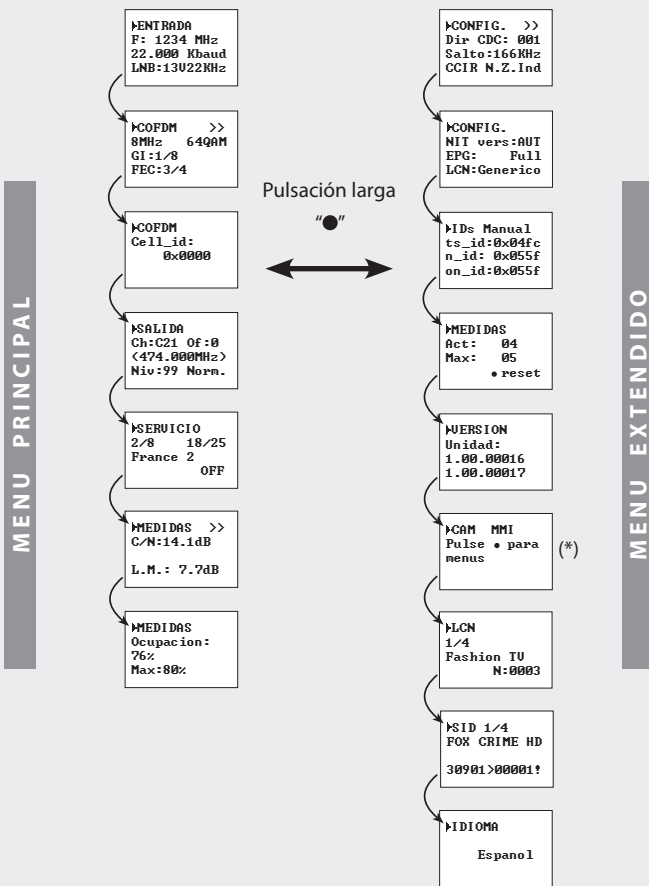 MENU PRINCIPAL
▸ENTRADA
F: 1234 MHz
22.000 Kbaud
LNB:13V22KHz
▸COFDM >>
8MHz 64QAM
GI:1/8
FEC:3/4
▸COFDM
Cell_id:
0x0000
▸SALIDA
Ch:C21 Of:0
(474.000MHz)
Niv:99 Norm.
▸SERVICIO
2/8 18/25
France 2
OFF
▸MEDIDAS >>
C/N:14.1dB
L.M.: 7.7dB
▸MEDIDAS
Ocupacion:
76%
Max:80%
Pulsación larga
“●”
▸CONFIG. >>
Dir CDC: 001
Salto:166KHz
CCIR N.Z.Ind
▸CONFIG.
NIT vers:AUT
EPG: Full
LCN:Generico
▸IDs Manual
ts_id:0x04fc
n_id: 0x055f
on_id:0x055f
▸MEDIDAS
Act: 04
Max: 05
● reset
▸VERSION
Unidad:
1.00.00016
1.00.00017
▸CAM MMI
Pulse ● para
menus
(*)
▸LCN
1/4
Fashion TV
N:0003
▸SID 1/4
FOX CRIME HD
30901>00001!
▸IDIOMA
Espanol
MENU EXTENDIDO